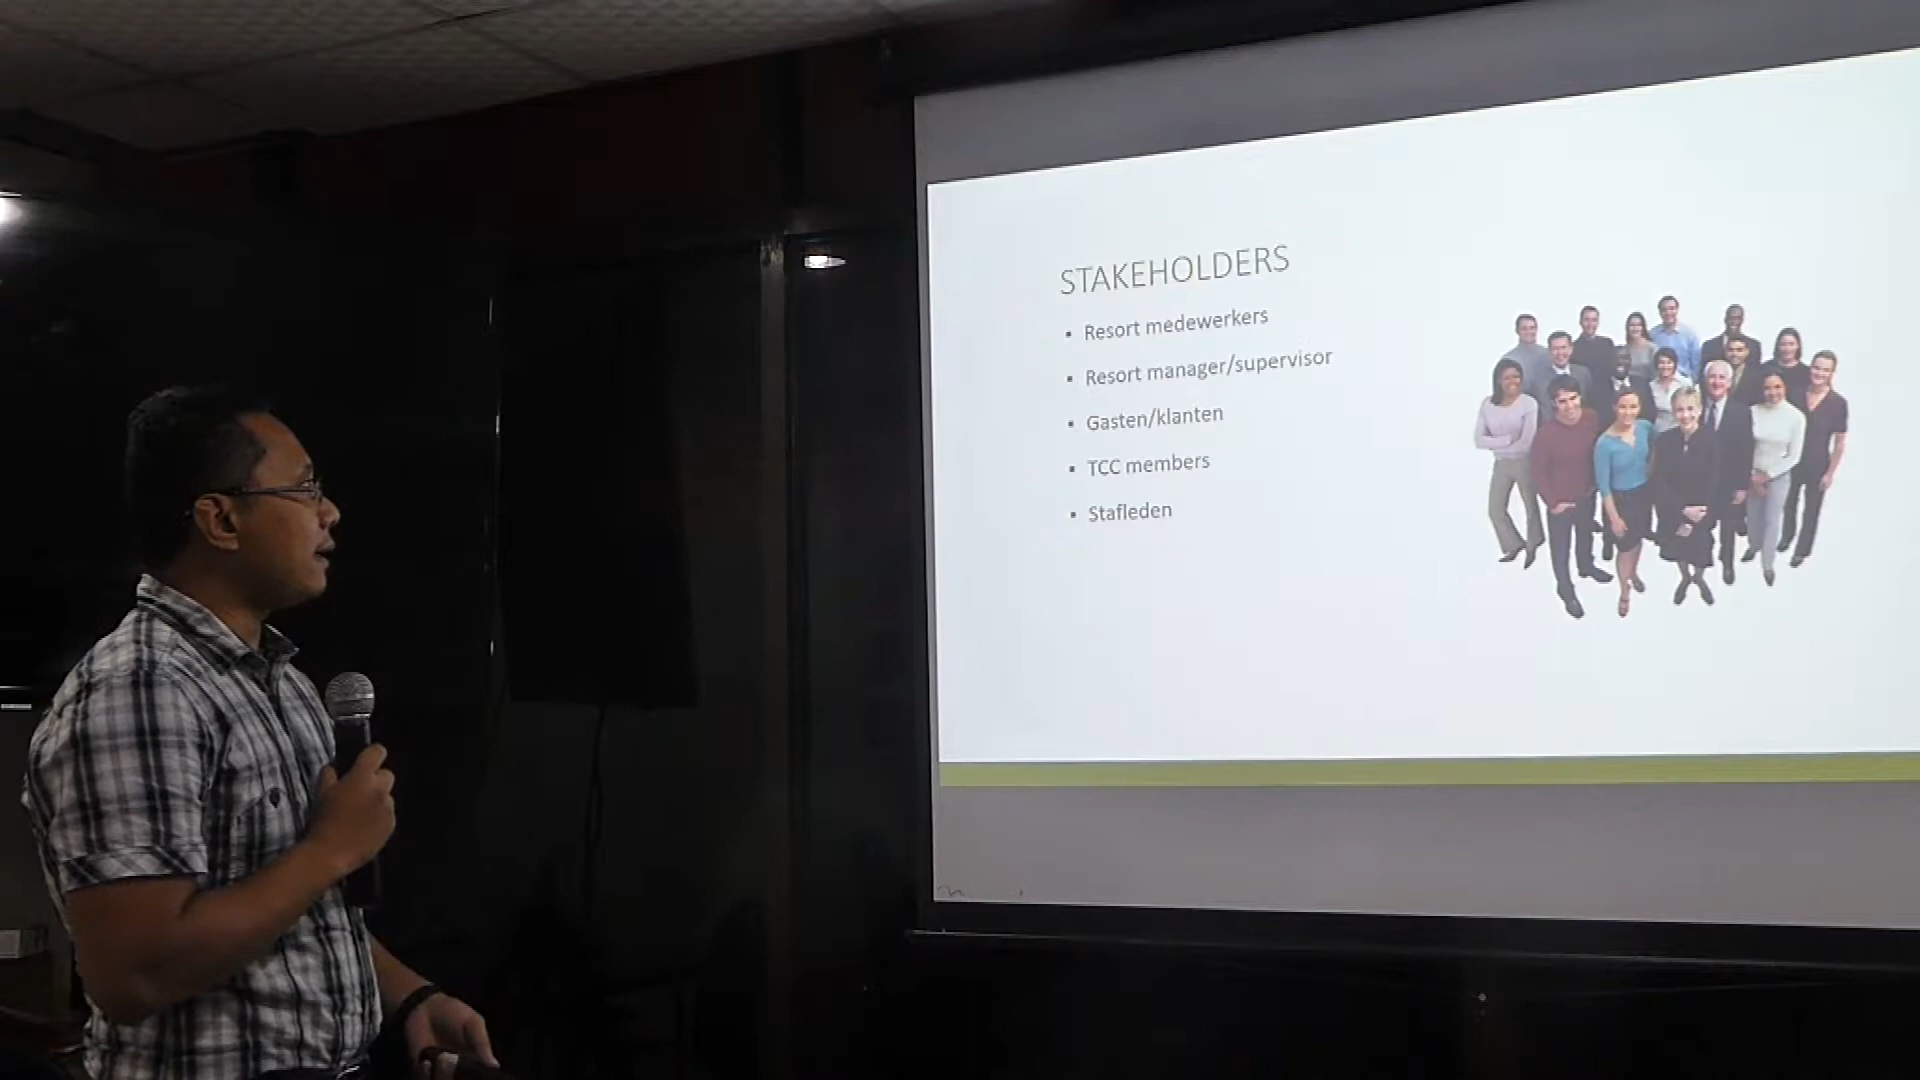 STAKEHOLDERS
▪ Resort medewerkers
▪ Resort manager/supervisor
▪ Gasten/klanten
▪ TCC members
▪ Stafleden